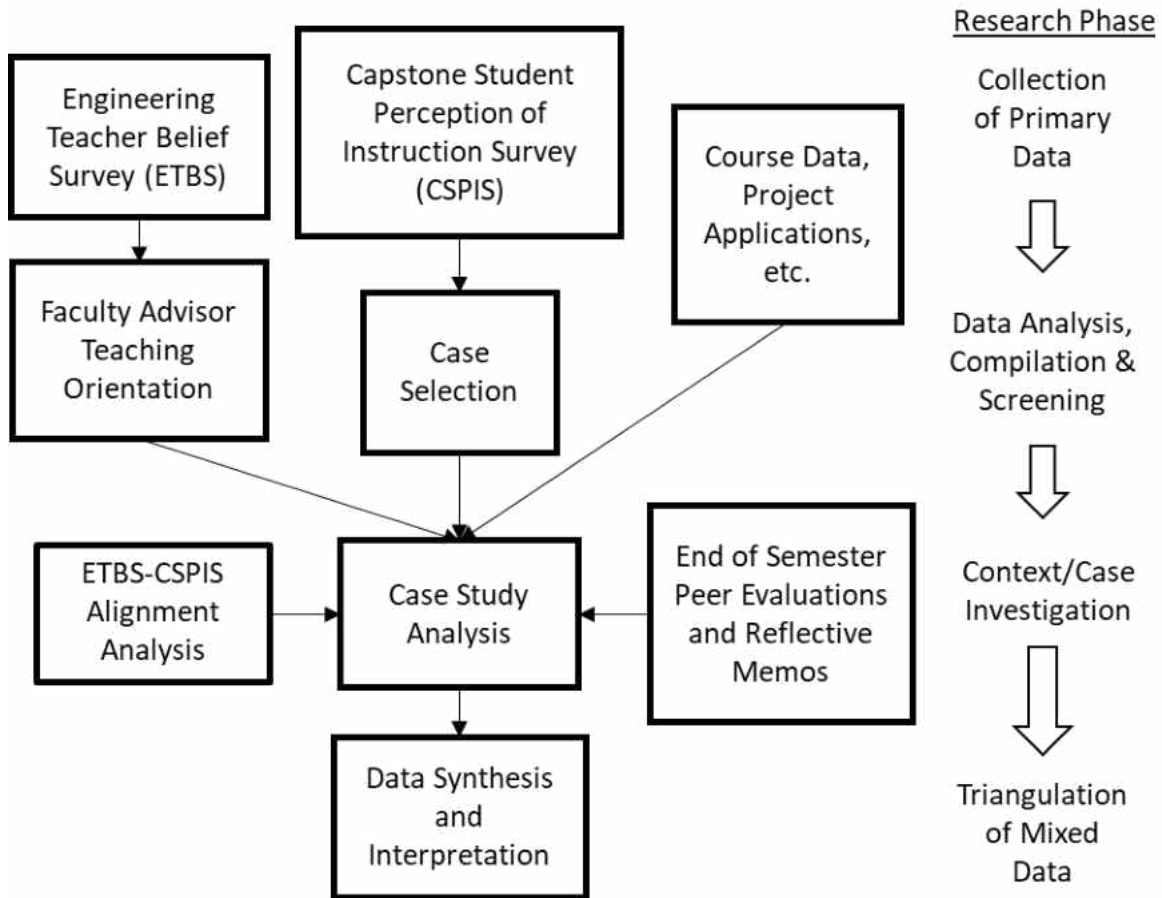 Engineering
Teacher Belief
Survey (ETBS)
Capstone Student
Perception of
Instruction Survey
(CSPIS)
Course Data,
Project
Applications,
etc.
Research Phase
Collection
of Primary
Data
Faculty Advisor
Teaching
Orientation
Case
Selection
Data Analysis,
Compilation &
Screening
ETBS-CSPIS
Alignment
Analysis
Case Study
Analysis
End of Semester
Peer Evaluations
and Reflective
Memos
Context/Case
Investigation
Data Synthesis
and
Interpretation
Triangulation
of Mixed
Data